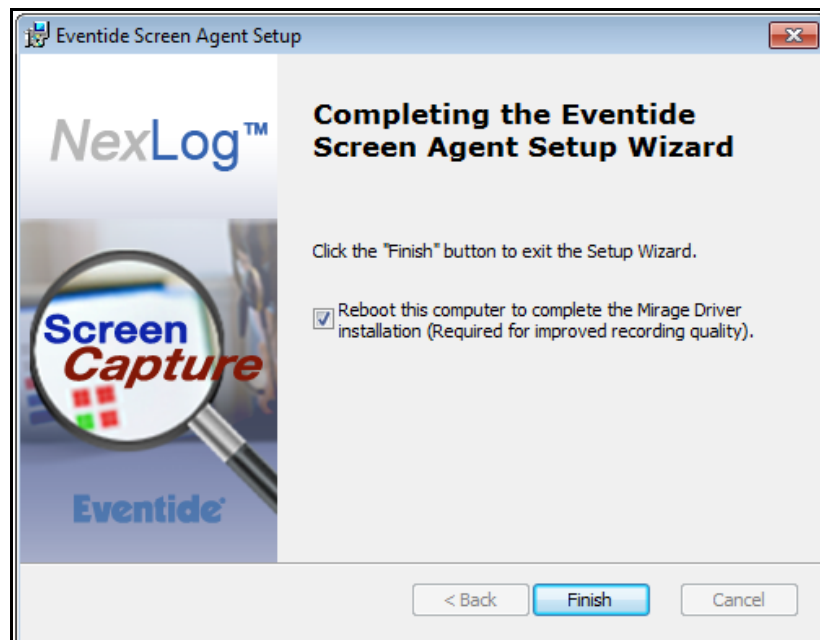 Eventide Screen Agent Setup
NexLog™
Completing the Eventide
Screen Agent Setup Wizard
Click the "Finish" button to exit the Setup Wizard.
Reboot this computer to complete the Mirage Driver
installation (Required for improved recording quality).
Screen
Capture
Eventide®
< Back
Finish
Cancel